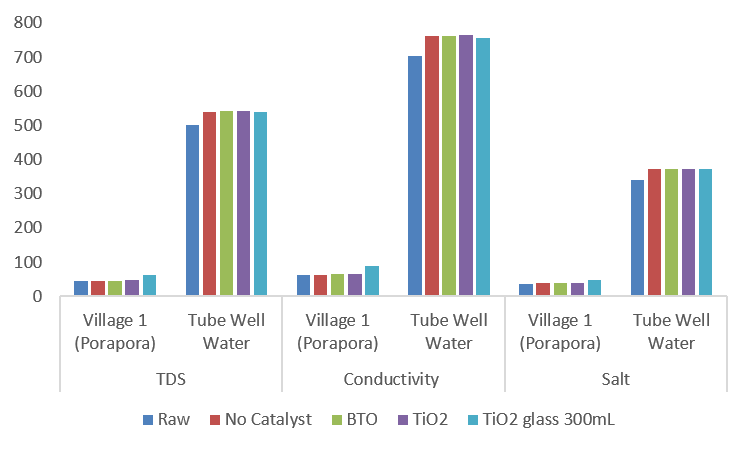 800
700
600
500
400
300
200
100
0
Village 1 (Porapora)
Tube Well Water
Village 1 (Porapora)
Tube Well Water
Village 1 (Porapora)
Tube Well Water
TDS Conductivity Salt
Raw No Catalyst BTO TiO2 TiO2 glass 300mL